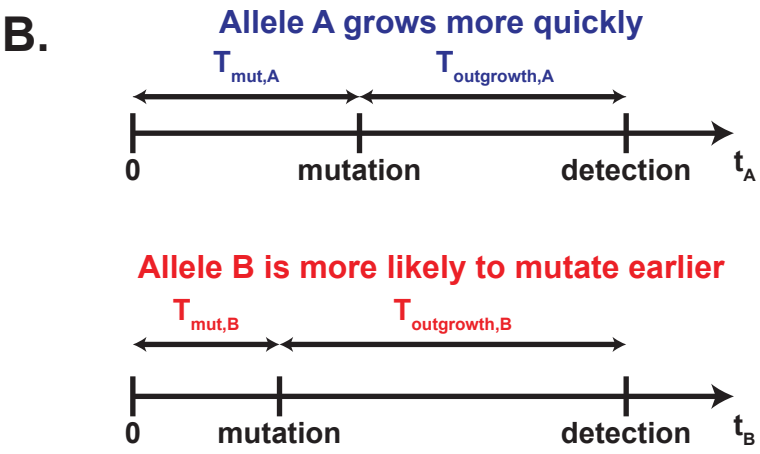 B.
Allele A grows more quickly
T_mut,A T_outgrowth,A
0 mutation detection t_A
Allele B is more likely to mutate earlier
T_mut,B T_outgrowth,B
0 mutation detection t_B